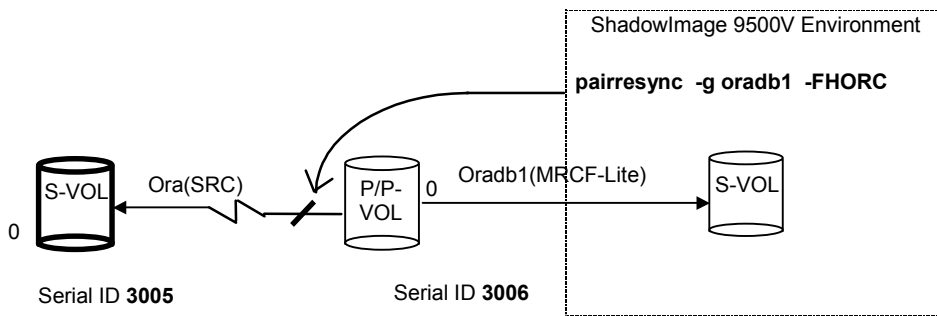 ShadowImage 9500V Environment
pairresync -g oradb1 -FHORC
S-VOL
Ora(SRC)
P/P-
VOL
0
Oradb1(MRCF-Lite)
S-VOL
0
Serial ID 3005
Serial ID 3006